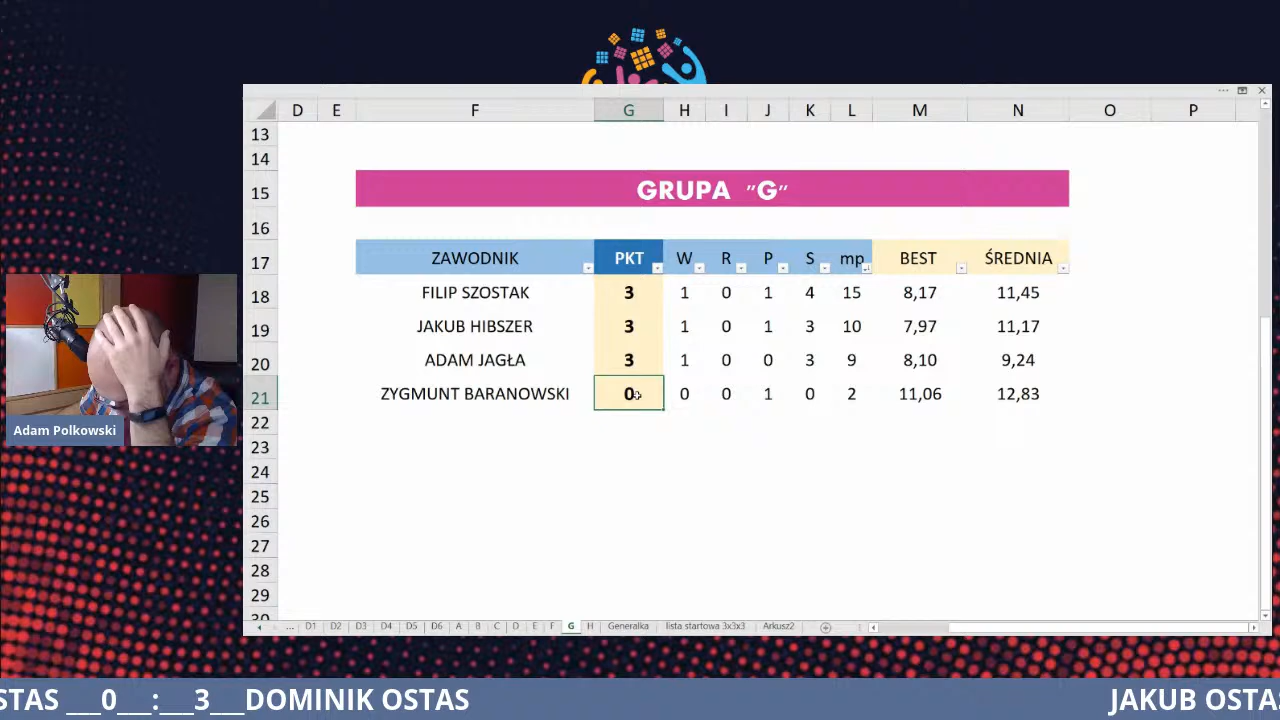 D E F G H I J K L M N O P
13
14
15 GRUPA "G"
16
17 ZAWODNIK PKT W R P S mp BEST ŚREDNIA
18 FILIP SZOSTAK 3 1 0 1 4 15 8,17 11,45
19 JAKUB HIBSZER 3 1 0 1 3 10 7,97 11,17
20 ADAM JAGŁA 3 1 0 0 3 9 8,10 9,24
21 ZYGMUNT BARANOWSKI 0 0 0 1 0 2 11,06 12,83
22
23
24
25
26
27
28
29
30
Adam Polkowski
... D1 D2 D3 D4 D5 D6 A B C D E F G H Generalka lista startowa 3x3x3 Arkusz2
STAS ___0___:___3___DOMINIK OSTAS JAKUB OSTA